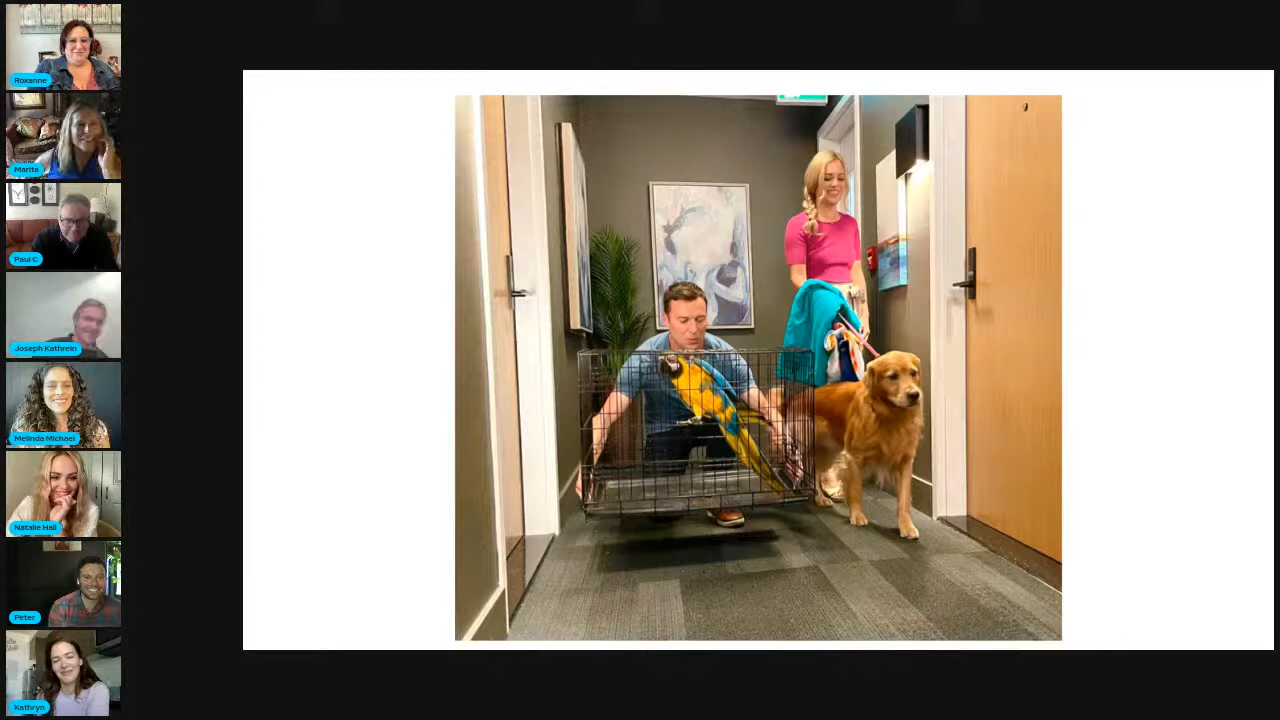 Roxanne
Marita
Paul C
Joseph Kathrein
Melinda Michael
Natalie Hall
Peter
Kathryn